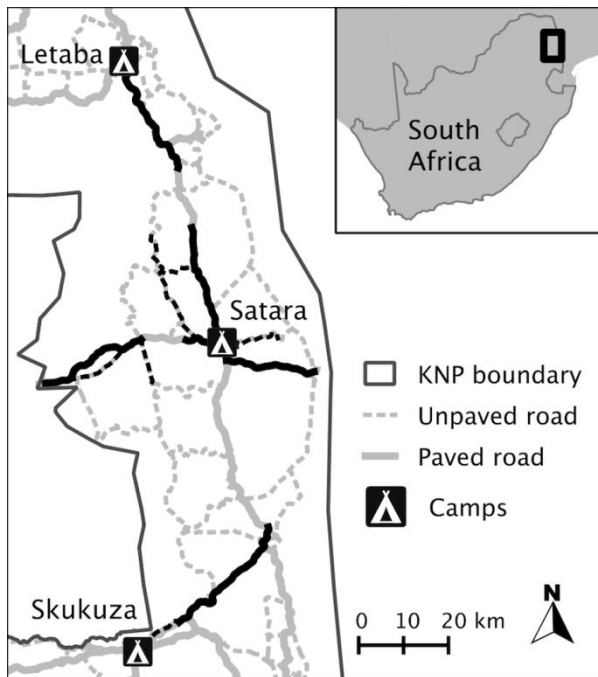 Letaba
South
Africa
Satara
KNP boundary
Unpaved road
Paved road
Camps
Skukuza
N
0 10 20 km